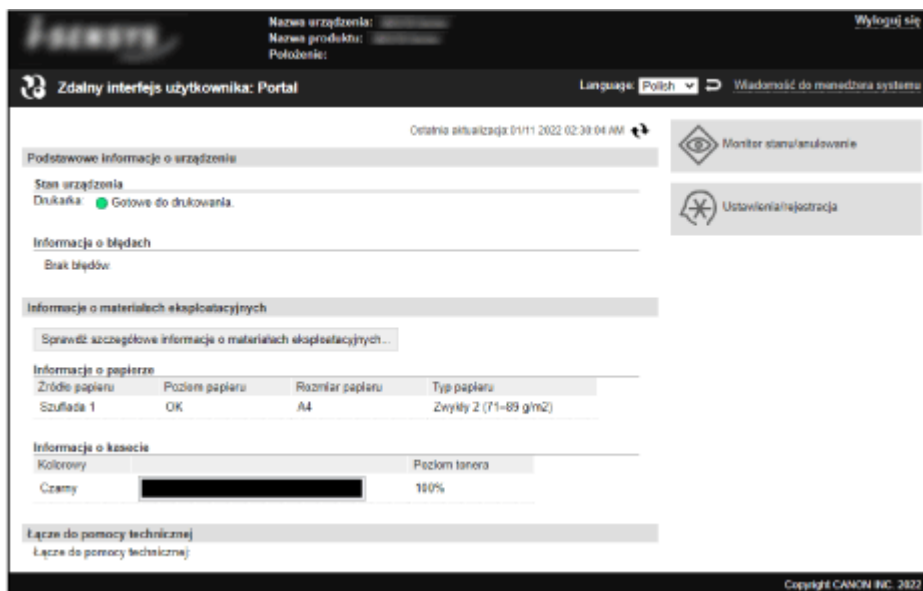 i-SENSYS
Nazwa urządzenia:
Nazwa produktu:
Położenie:
Wyloguj się
Zdalny interfejs użytkownika: Portal
Language: Polish
Wiadomość do menedżera systemu
Ostatnia aktualizacja: 01/11 2022 02:30:04 AM
Podstawowe informacje o urządzeniu
Stan urządzenia
Drukarka: Gotowe do drukowania.
Informacje o błędach
Brak błędów
Informacje o materiałach eksploatacyjnych
Sprawdź szczegółowe informacje o materiałach eksploatacyjnych...
Informacje o papierze
Źródło papieru Poziom papieru Rozmiar papieru Typ papieru
Szuflada 1 OK A4 Zwykły 2 (71–89 g/m2)
Informacje o kasecie
Kolorowy Poziom tonera
Czarny 100%
Łącze do pomocy technicznej
Łącze do pomocy technicznej:
Monitor stanu/anulowanie
Ustawienia/rejestracja
Copyright CANON INC. 2022